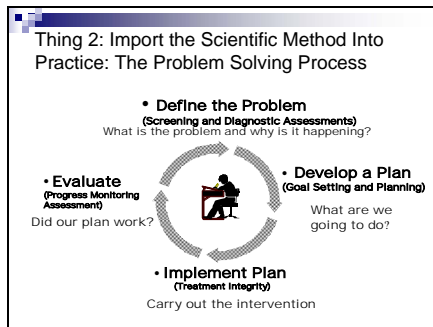 Thing 2: Import the Scientific Method Into
Practice: The Problem Solving Process
• Define the Problem
(Screening and Diagnostic Assessments)
What is the problem and why is it happening?
• Develop a Plan
(Goal Setting and Planning)
What are we
going to do?
• Implement Plan
(Treatment Integrity)
Carry out the intervention
• Evaluate
(Progress Monitoring
Assessment)
Did our plan work?